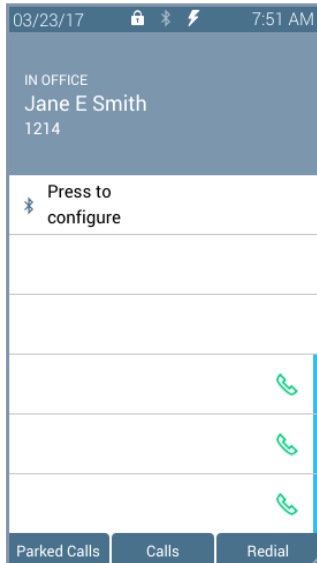 03/23/17 7:51 AM
IN OFFICE
Jane E Smith
1214
Press to
configure
Parked Calls Calls Redial